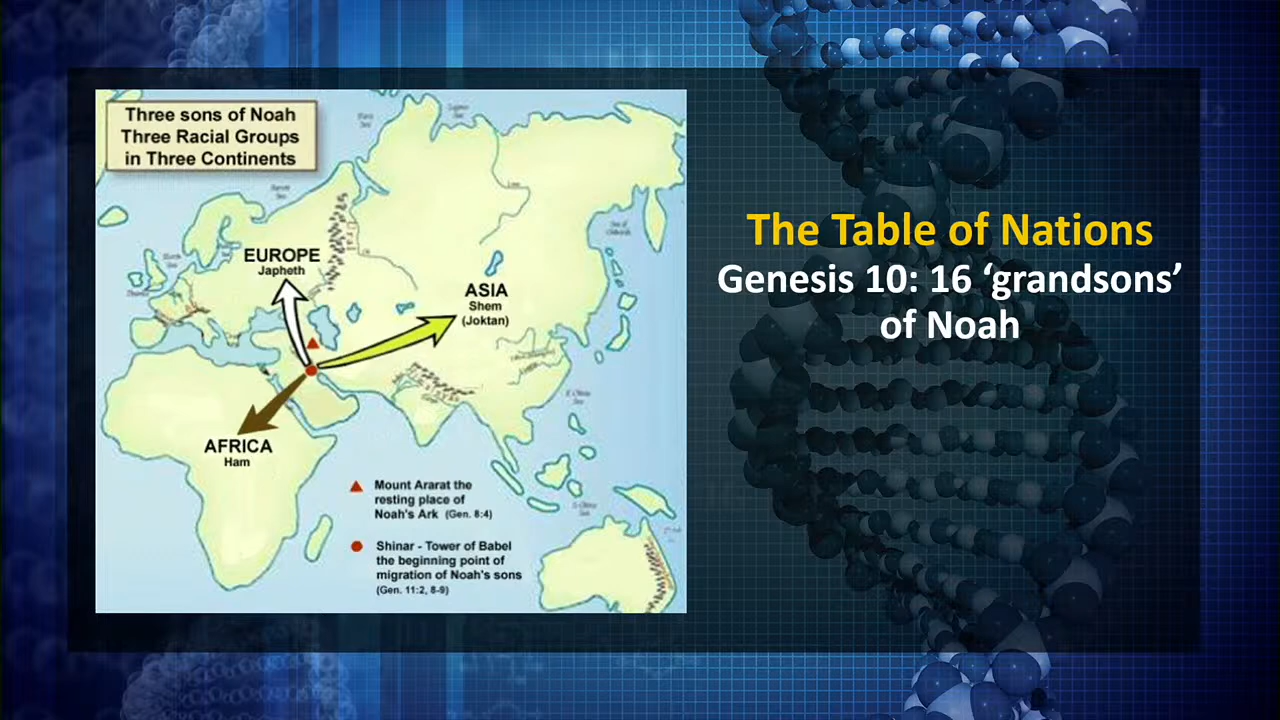 Three sons of Noah
Three Racial Groups
in Three Continents
EUROPE
Japheth
ASIA
Shem
(Joktan)
AFRICA
Ham
Mount Ararat the
resting place of
Noah's Ark (Gen. 8:4)
Shinar - Tower of Babel
the beginning point of
migration of Noah's sons
(Gen. 11:2, 8-9)
The Table of Nations
Genesis 10: 16 ‘grandsons’
of Noah